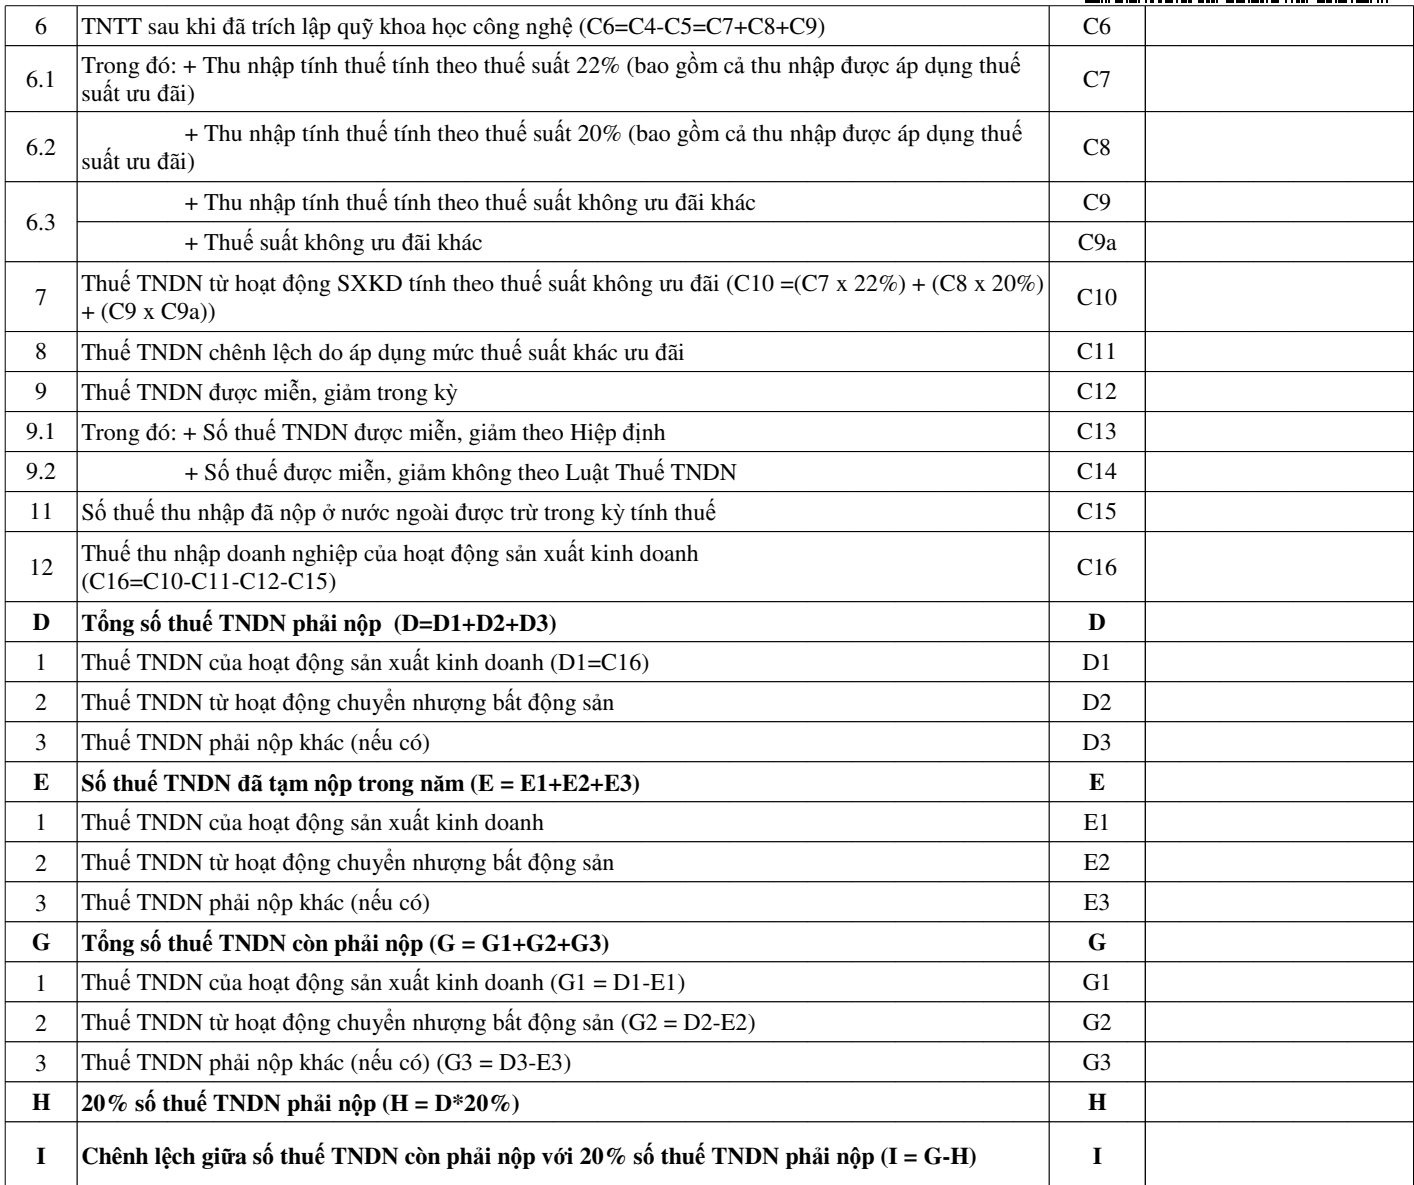 6 TNTT sau khi đã trích lập quỹ khoa học công nghệ (C6=C4-C5=C7+C8+C9) C6
6.1 Trong đó: + Thu nhập tính thuế tính theo thuế suất 22% (bao gồm cả thu nhập được áp dụng thuế C7
suất ưu đãi)
6.2 + Thu nhập tính thuế tính theo thuế suất 20% (bao gồm cả thu nhập được áp dụng thuế C8
suất ưu đãi)
6.3 + Thu nhập tính thuế tính theo thuế suất không ưu đãi khác C9
+ Thuế suất không ưu đãi khác C9a
7 Thuế TNDN từ hoạt động SXKD tính theo thuế suất không ưu đãi (C10 =(C7 x 22%) + (C8 x 20%) C10
+ (C9 x C9a))
8 Thuế TNDN chênh lệch do áp dụng mức thuế suất khác ưu đãi C11
9 Thuế TNDN được miễn, giảm trong kỳ C12
9.1 Trong đó: + Số thuế TNDN được miễn, giảm theo Hiệp định C13
9.2 + Số thuế được miễn, giảm không theo Luật Thuế TNDN C14
11 Số thuế thu nhập đã nộp ở nước ngoài được trừ trong kỳ tính thuế C15
12 Thuế thu nhập doanh nghiệp của hoạt động sản xuất kinh doanh C16
(C16=C10-C11-C12-C15)
D Tổng số thuế TNDN phải nộp (D=D1+D2+D3) D
1 Thuế TNDN của hoạt động sản xuất kinh doanh (D1=C16) D1
2 Thuế TNDN từ hoạt động chuyển nhượng bất động sản D2
3 Thuế TNDN phải nộp khác (nếu có) D3
E Số thuế TNDN đã tạm nộp trong năm (E = E1+E2+E3) E
1 Thuế TNDN của hoạt động sản xuất kinh doanh E1
2 Thuế TNDN từ hoạt động chuyển nhượng bất động sản E2
3 Thuế TNDN phải nộp khác (nếu có) E3
G Tổng số thuế TNDN còn phải nộp (G = G1+G2+G3) G
1 Thuế TNDN của hoạt động sản xuất kinh doanh (G1 = D1-E1) G1
2 Thuế TNDN từ hoạt động chuyển nhượng bất động sản (G2 = D2-E2) G2
3 Thuế TNDN phải nộp khác (nếu có) (G3 = D3-E3) G3
H 20% số thuế TNDN phải nộp (H = D*20%) H
I Chênh lệch giữa số thuế TNDN còn phải nộp với 20% số thuế TNDN phải nộp (I = G-H) I